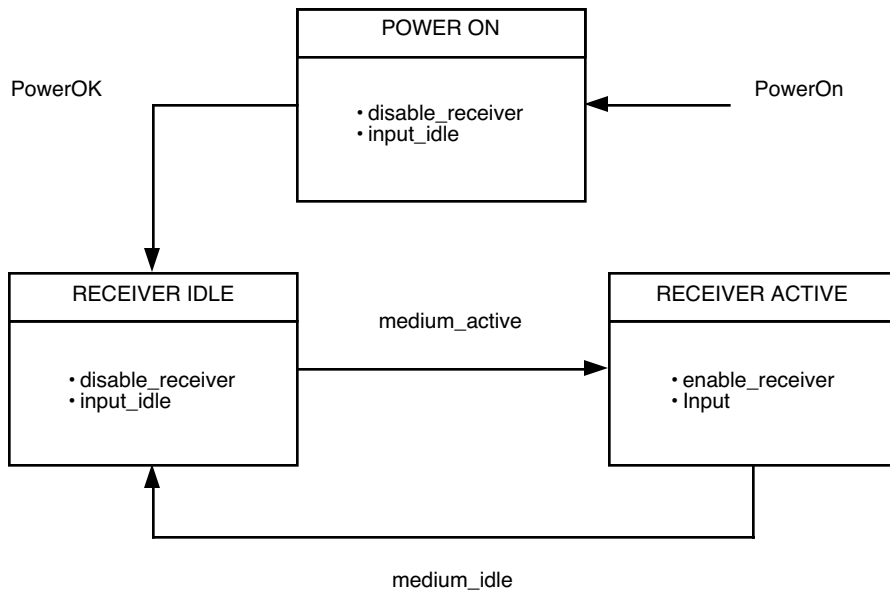 POWER ON
PowerOK
• disable_receiver
• input_idle
PowerOn
RECEIVER IDLE
• disable_receiver
• input_idle
medium_active
RECEIVER ACTIVE
• enable_receiver
• Input
medium_idle